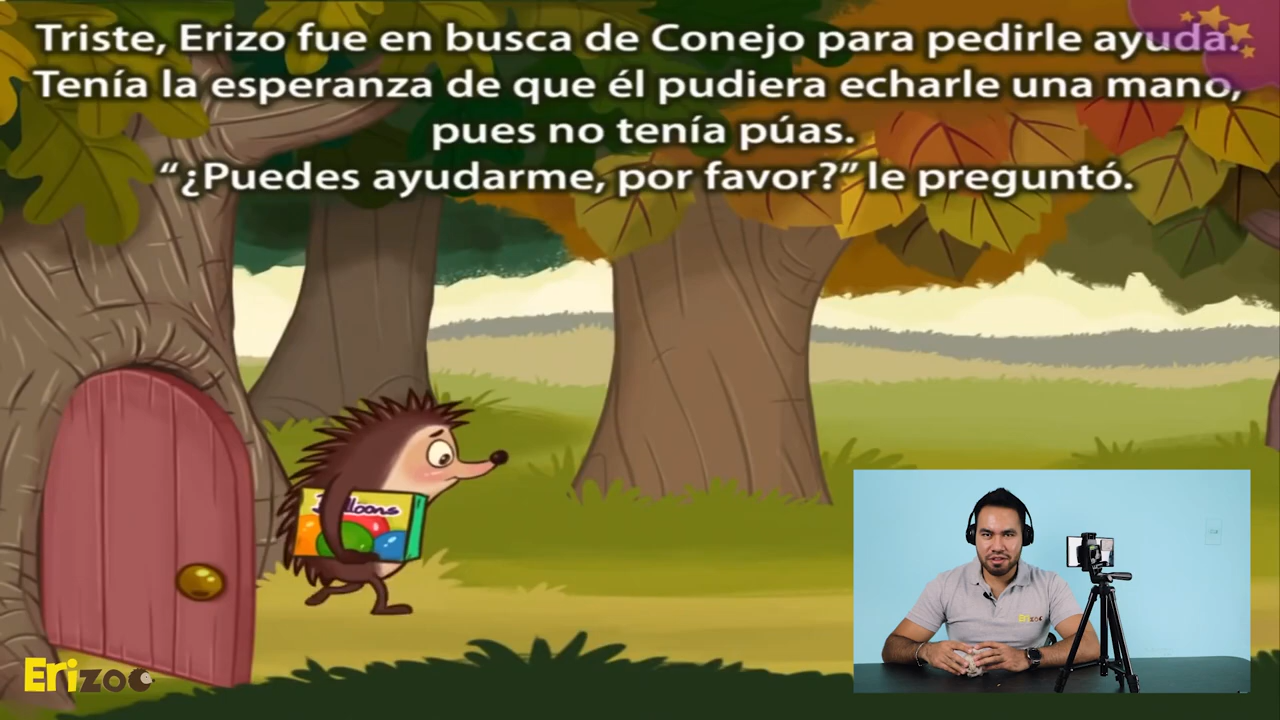 Triste, Erizo fue en busca de Conejo para pedirle ayuda.
Tenía la esperanza de que él pudiera echarle una mano,
pues no tenía púas.
“¿Puedes ayudarme, por favor?” le preguntó.
Balloons
Erizoo
Erizoo